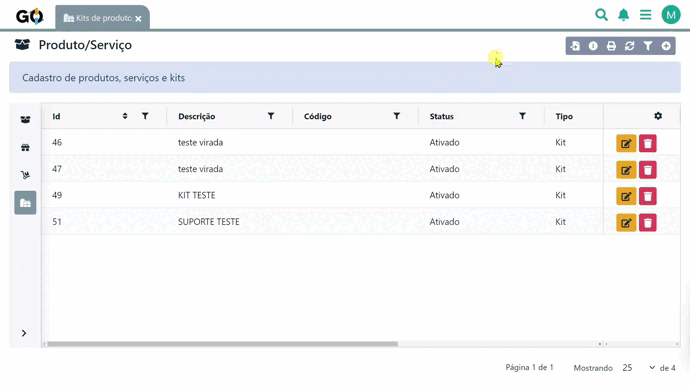 GO
Kits de produto
M
Produto/Serviço
Cadastro de produtos, serviços e kits
Id Descrição Código Status Tipo
46 teste virada Ativado Kit
47 teste virada Ativado Kit
49 KIT TESTE Ativado Kit
51 SUPORTE TESTE Ativado Kit
Página 1 de 1 Mostrando 25 de 4